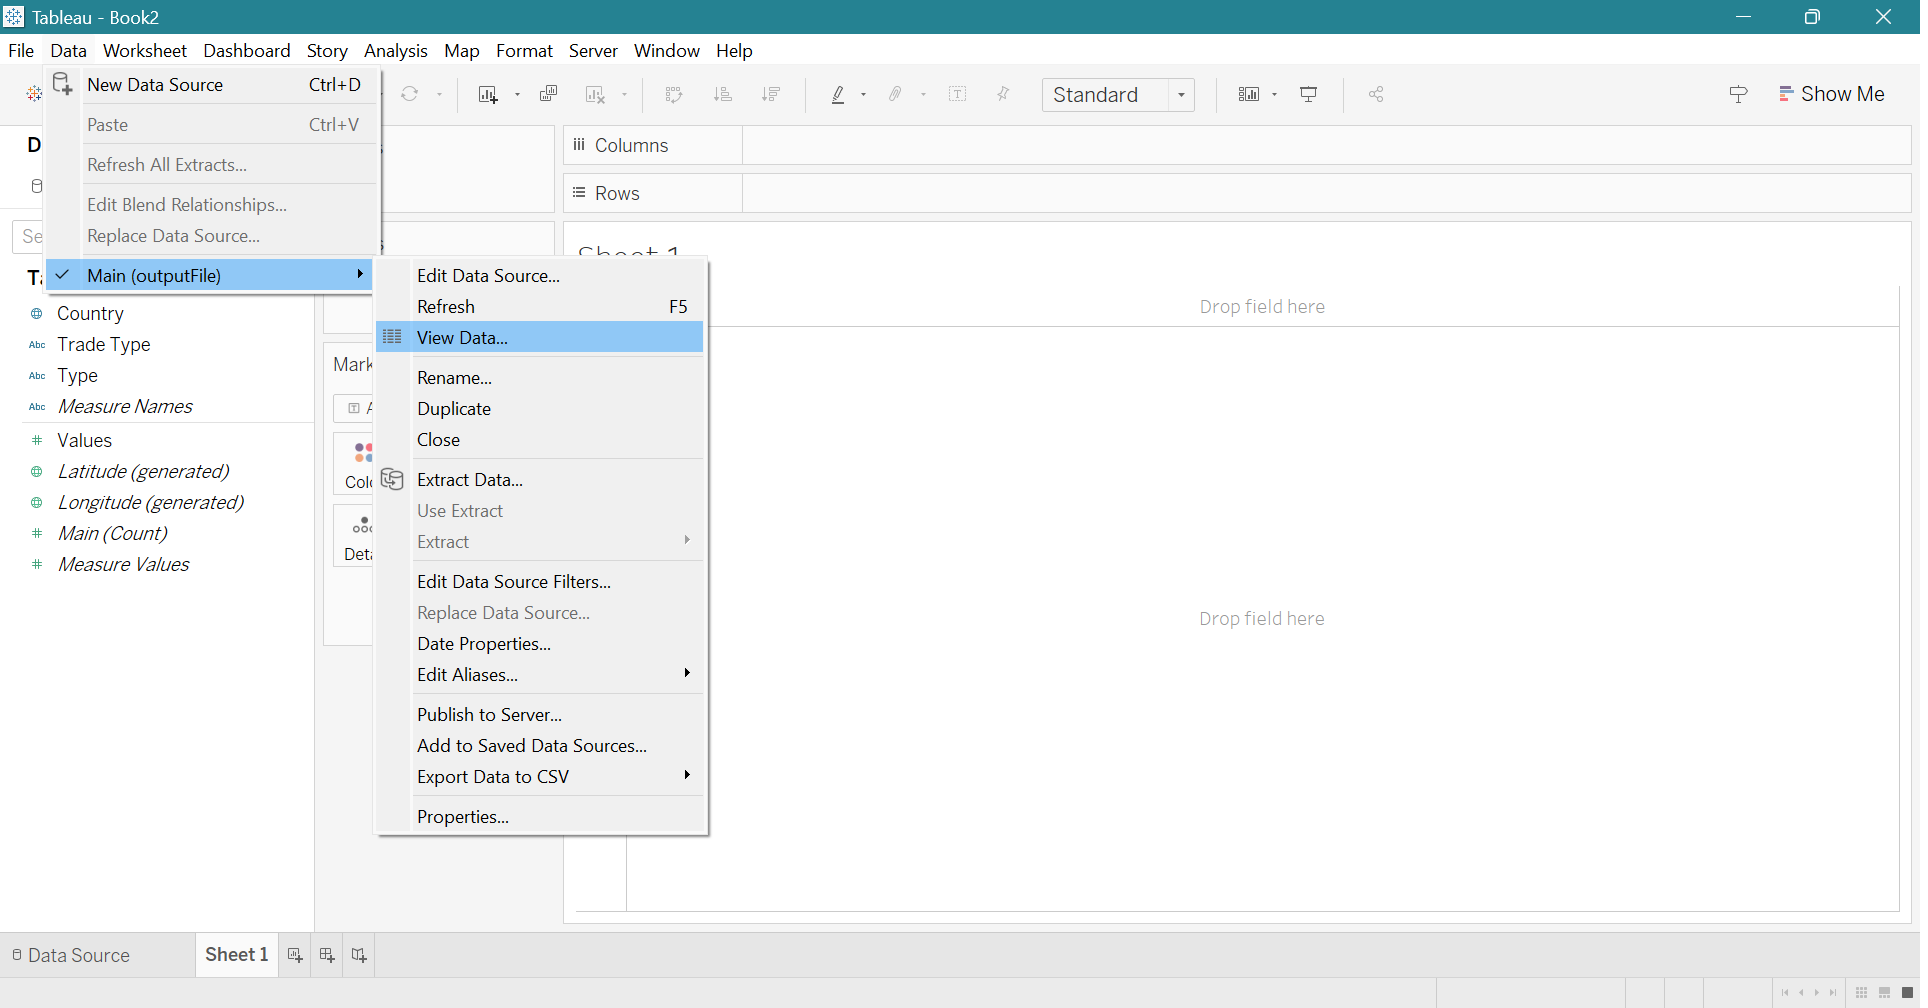 Tableau - Book2
File Data Worksheet Dashboard Story Analysis Map Format Server Window Help
New Data Source Ctrl+D
Paste Ctrl+V
Refresh All Extracts...
Edit Blend Relationships...
Replace Data Source...
Main (outputFile)
Standard
Show Me
Columns
Rows
Country
Abc Trade Type
Abc Type
Abc Measure Names
Values
Latitude (generated)
Longitude (generated)
Main (Count)
Measure Values
Mark
Colo
Deta
Edit Data Source...
Refresh F5
View Data...
Rename...
Duplicate
Close
Extract Data...
Use Extract
Extract
Edit Data Source Filters...
Replace Data Source...
Date Properties...
Edit Aliases...
Publish to Server...
Add to Saved Data Sources...
Export Data to CSV
Properties...
Sheet 1
Drop field here
Drop field here
Data Source
Sheet 1